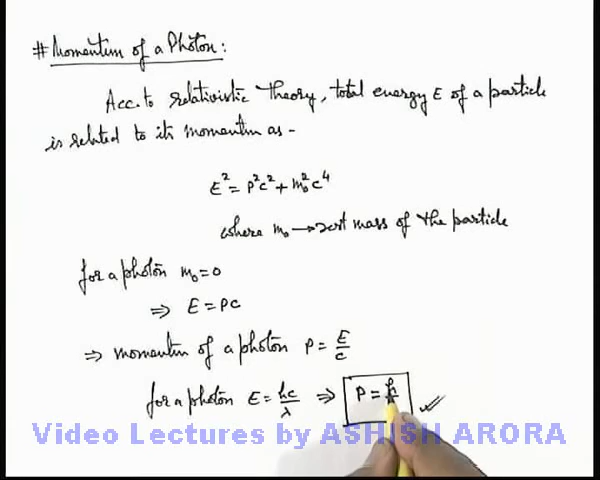 # Momentum of a Photon:
Acc. to relativistic theory, total energy E of a particle
is related to its momentum as –
E² = P²c² + m₀²c⁴
where m₀ → rest mass of the particle
for a photon m₀ = 0
⇒ E = PC
⇒ momentum of a photon P = E/c
for a photon E = hc/λ ⇒ P = h/ ✓
Video Lectures by ASHISH ARORA